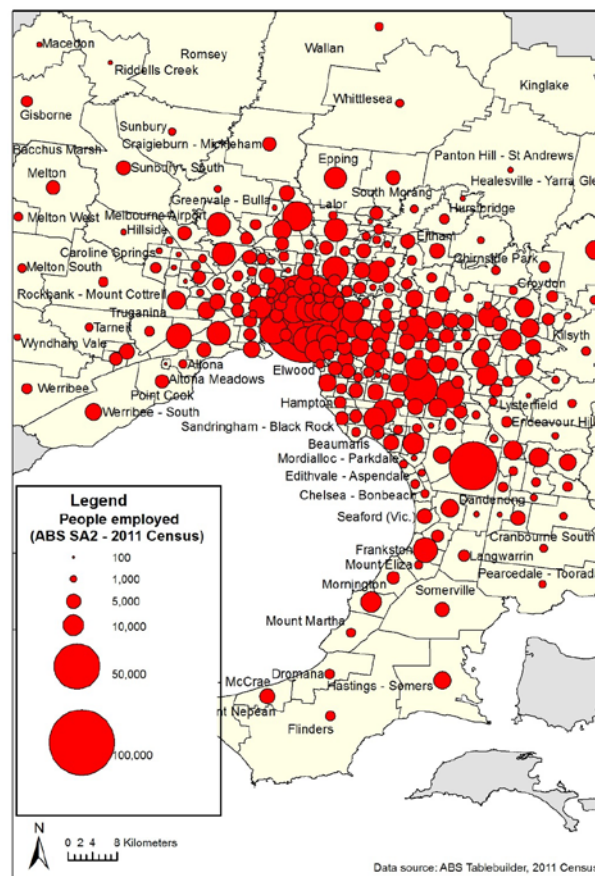 Macedon
Romsey
Wallan
Riddells Creek
Kinglake
Gisborne
Whittlesea
Sunbury
Craigieburn - Mickleham
Bacchus Marsh
Sunbury - South
Epping
Panton Hill - St Andrews
Melton
South Morang
Healesville - Yarra Gle
Greenvale - Bulla
Lalor
Hurstbridge
Melton West
Melbourne Airport
Hillside
Eltham
Caroline Springs
Chirnside Park
Melton South
Croydon
Rockbank - Mount Cottrell
Truganina
Tarneit
Kilsyth
Wyndham Vale
Altona
Elwood
Altona Meadows
Werribee
Point Cook
Hampton
Lysterfield
Werribee - South
Sandringham - Black Rock
Endeavour Hill
Beaumaris
Mordialloc - Parkdale
Edithvale - Aspendale
Chelsea - Bonbeach
Dandenong
Seaford (Vic.)
Cranbourne South
Frankston
Langwarrin
Mount Eliza
Pearcedale - Toorada
Mornington
Somerville
Mount Martha
Dromana
McCrae
Hastings - Somers
nt Nepean
Flinders
Legend
People employed
(ABS SA2 - 2011 Census)
100
1,000
5,000
10,000
50,000
100,000
N
0 2 4 8 Kilometers
Data source: ABS Tablebuilder, 2011 Census